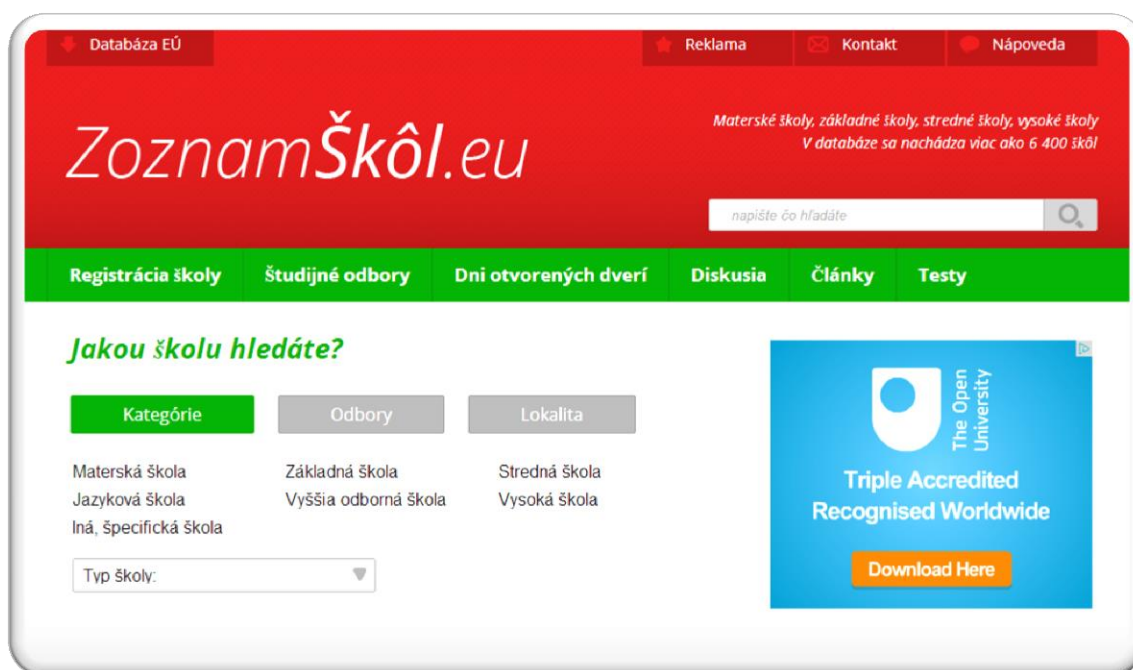 Databáza EÚ
Reklama
Kontakt
Nápoveda
ZoznamŠkôl.eu
Materské školy, základné školy, stredné školy, vysoké školy
V databáze sa nachádza viac ako 6 400 škôl
napište čo hľadáte
Registrácia školy
Študijné odbory
Dni otvorených dverí
Diskusia
Články
Testy
Jakou školu hledáte?
Kategórie
Odbory
Lokalita
Materská škola
Základná škola
Stredná škola
Jazyková škola
Vyššia odborná škola
Vysoká škola
Iná, špecifická škola
Typ školy:
The Open
University
Triple Accredited
Recognised Worldwide
Download Here